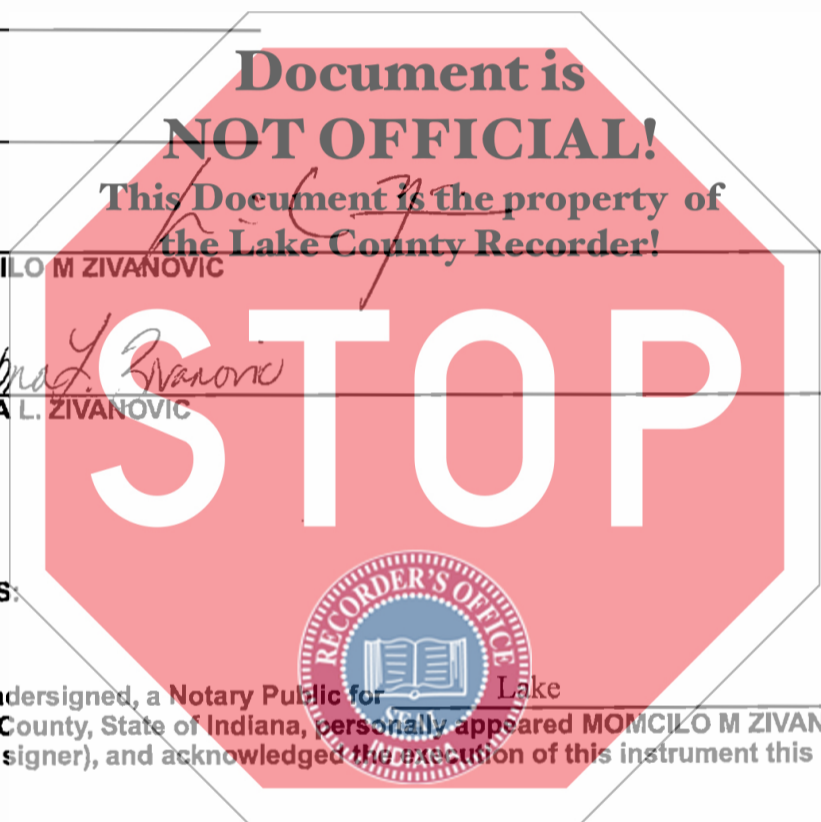 Document is
NOT OFFICIAL!
This Document is the property of
the Lake County Recorder!
ILO M ZIVANOVIC
L. Zivanovic
A L. ZIVANOVIC
STOP
S:
RECORDER'S OFFICE
dersigned, a Notary Public for Lake
County, State of Indiana, personally appeared MOMCILO M ZIVAN
signer), and acknowledged the execution of this instrument this